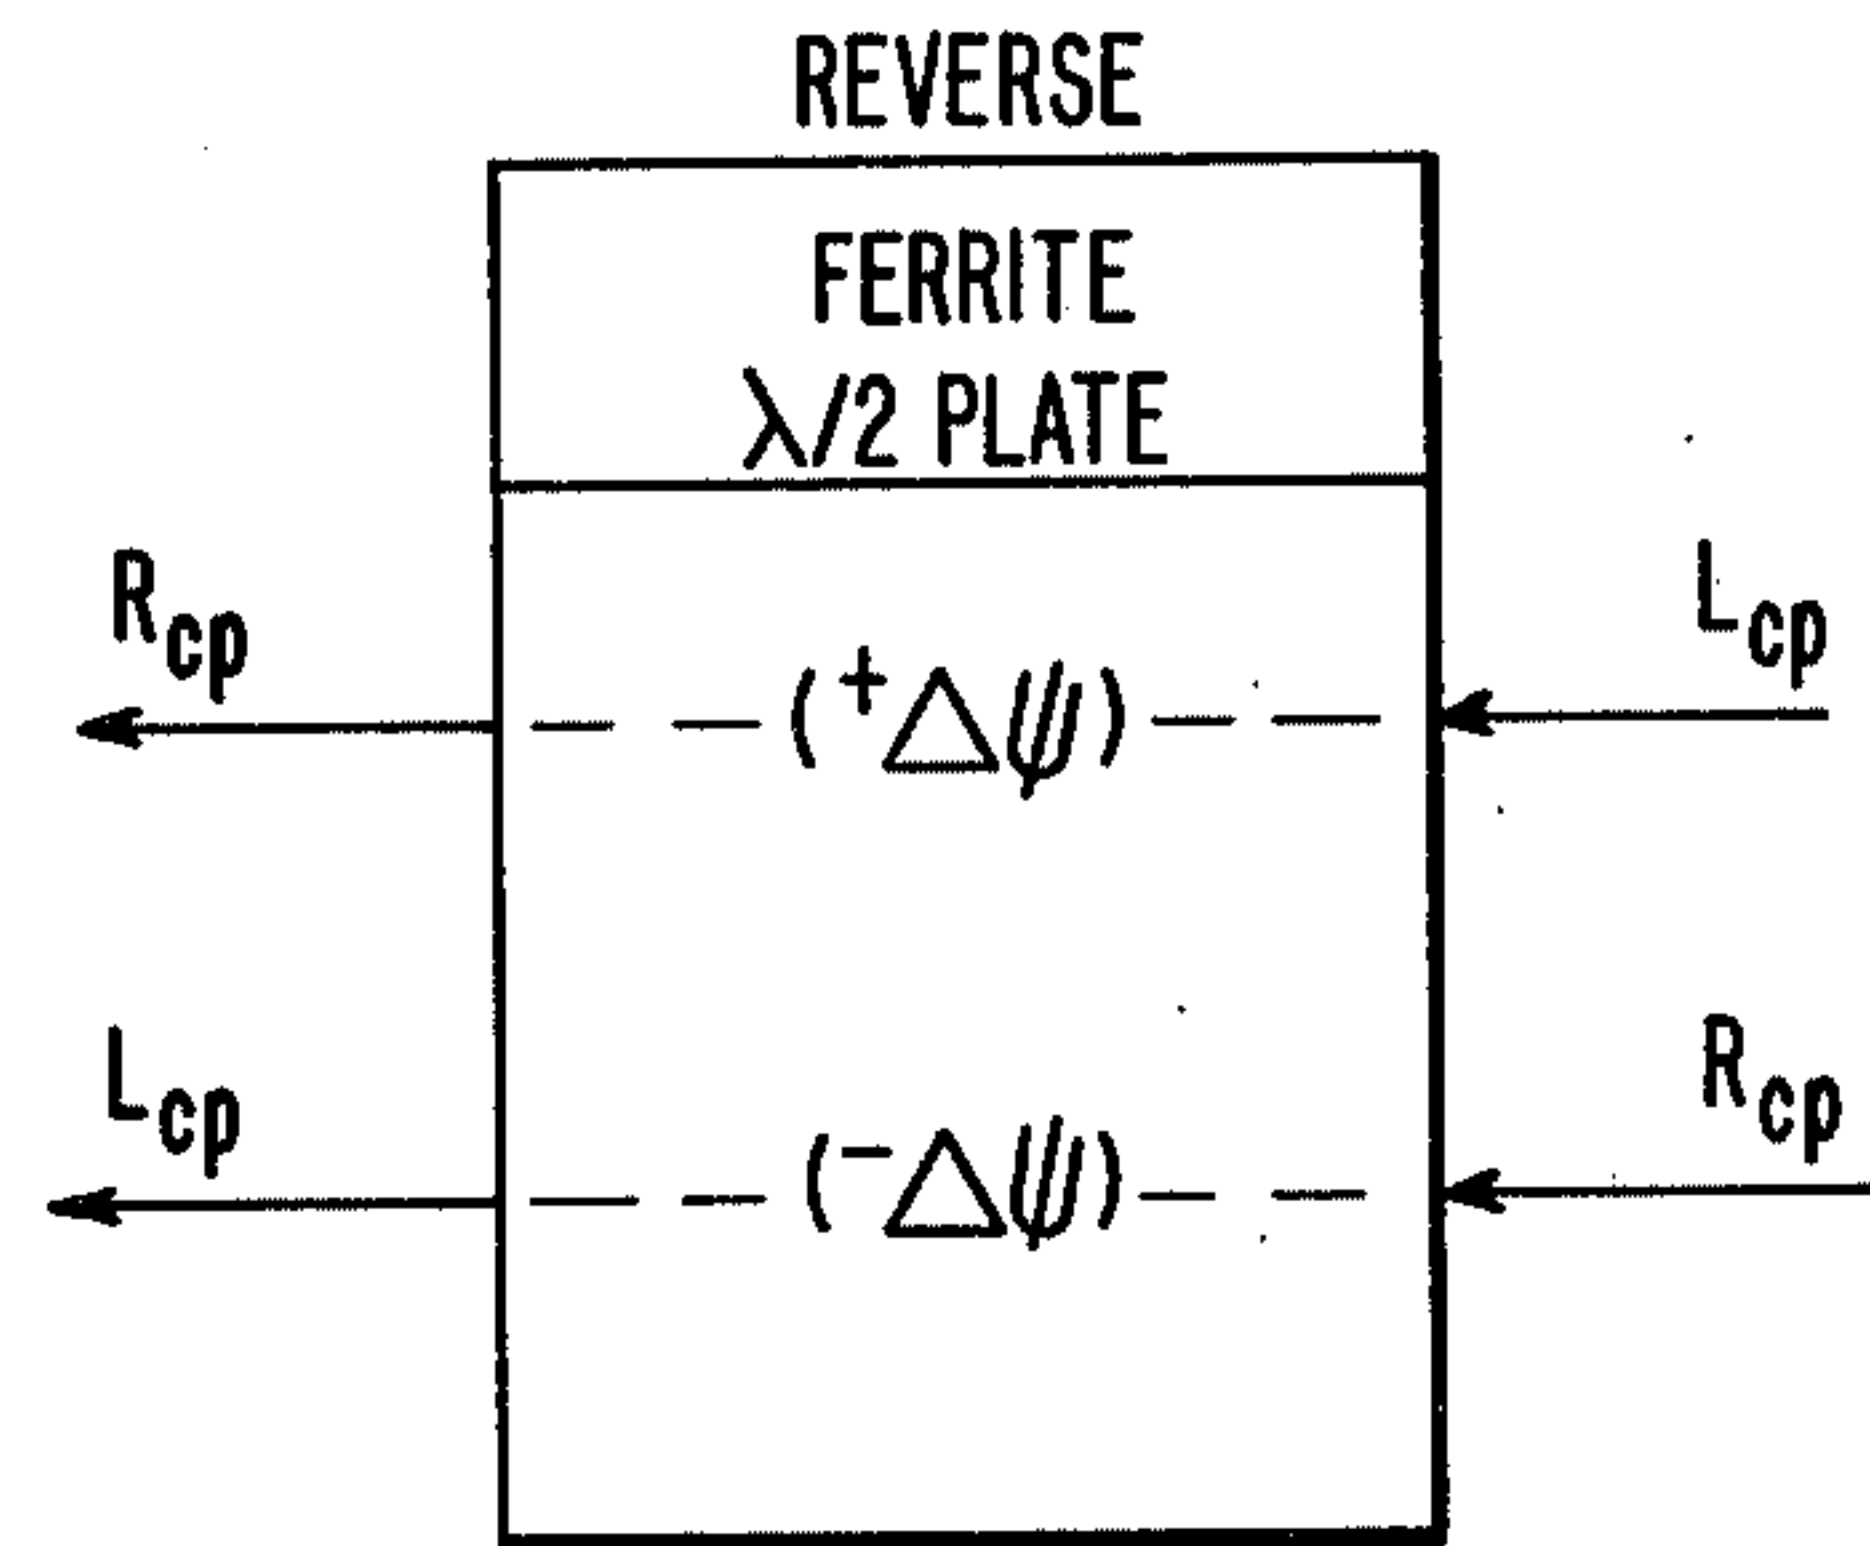 REVERSE
FERRITE
λ/2 PLATE
Rcp (+Δψ) Lcp
Lcp (-Δψ) Rcp